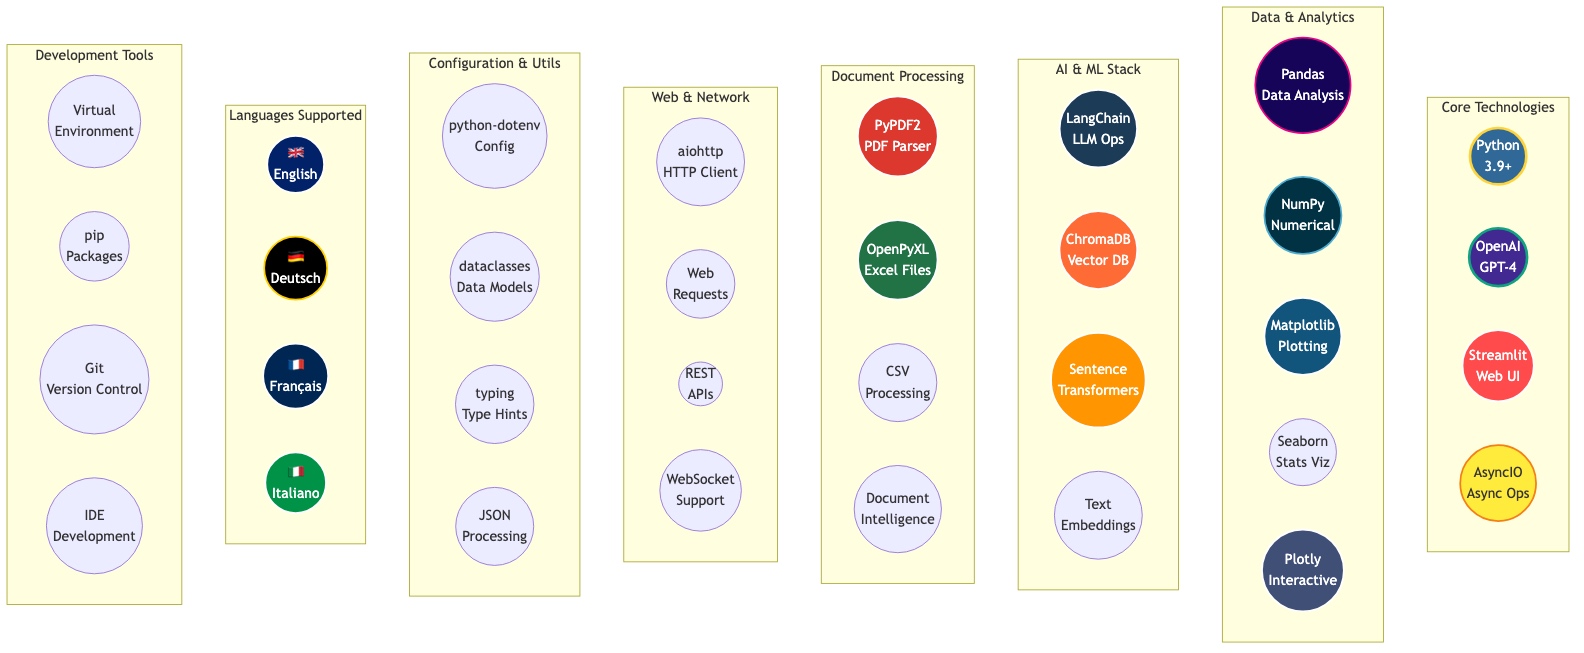 Development Tools
Virtual
Environment
pip
Packages
Git
Version Control
IDE
Development
Languages Supported
English
Deutsch
Français
Italiano
Configuration & Utils
python-dotenv
Config
dataclasses
Data Models
typing
Type Hints
JSON
Processing
Web & Network
aiohttp
HTTP Client
Web
Requests
REST
APIs
WebSocket
Support
Document Processing
PyPDF2
PDF Parser
OpenPyXL
Excel Files
CSV
Processing
Document
Intelligence
AI & ML Stack
LangChain
LLM Ops
ChromaDB
Vector DB
Sentence
Transformers
Text
Embeddings
Data & Analytics
Pandas
Data Analysis
NumPy
Numerical
Matplotlib
Plotting
Seaborn
Stats Viz
Plotly
Interactive
Core Technologies
Python
3.9+
OpenAI
GPT-4
Streamlit
Web UI
AsyncIO
Async Ops